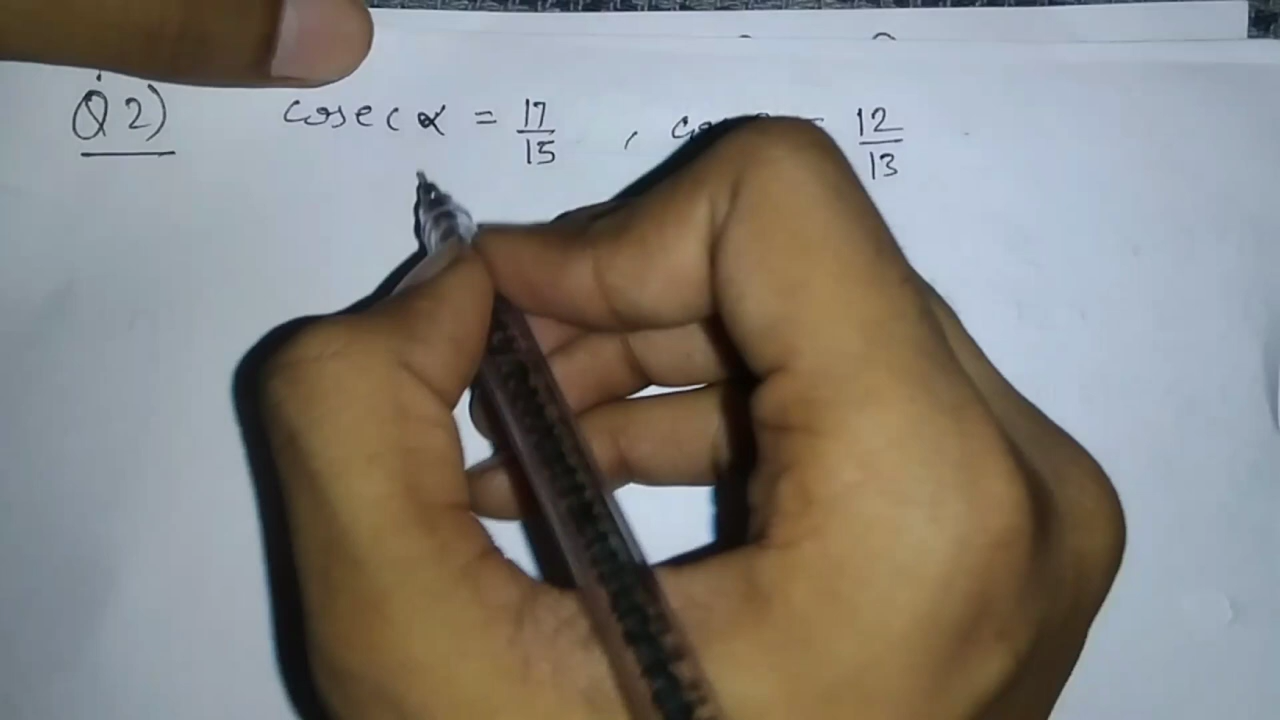 Q2) cosec α = 17/15 , = 12/13